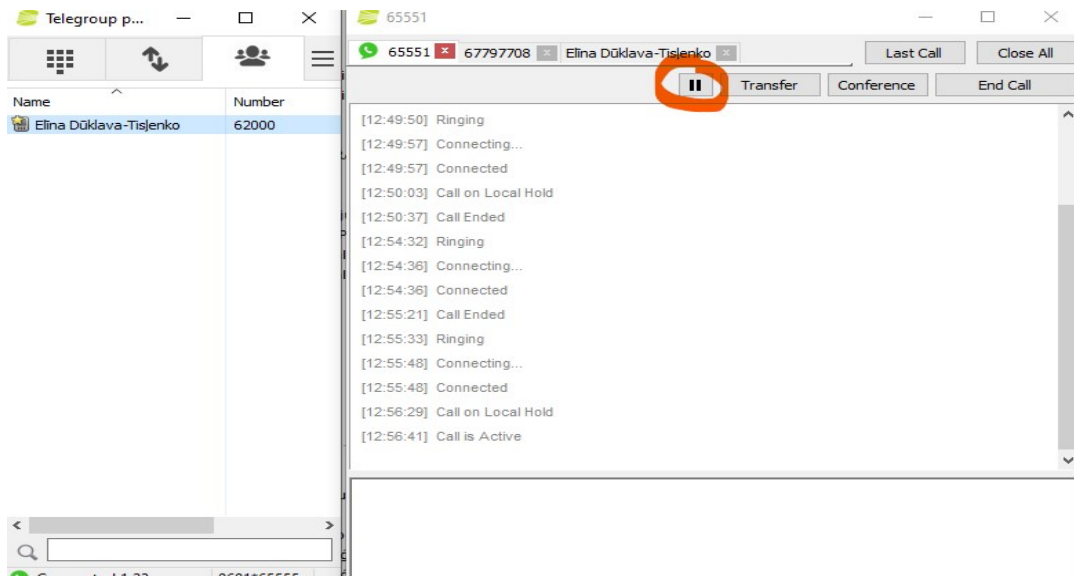 Telegroup p...
Name Number
Elīna Dūklava-Tisļenko 62000
65551
65551 67797708 Elīna Dūklava-Tisļenko Last Call Close All
Transfer Conference End Call
[12:49:50] Ringing
[12:49:57] Connecting...
[12:49:57] Connected
[12:50:03] Call on Local Hold
[12:50:37] Call Ended
[12:54:32] Ringing
[12:54:36] Connecting...
[12:54:36] Connected
[12:55:21] Call Ended
[12:55:33] Ringing
[12:55:48] Connecting...
[12:55:48] Connected
[12:56:29] Call on Local Hold
[12:56:41] Call is Active